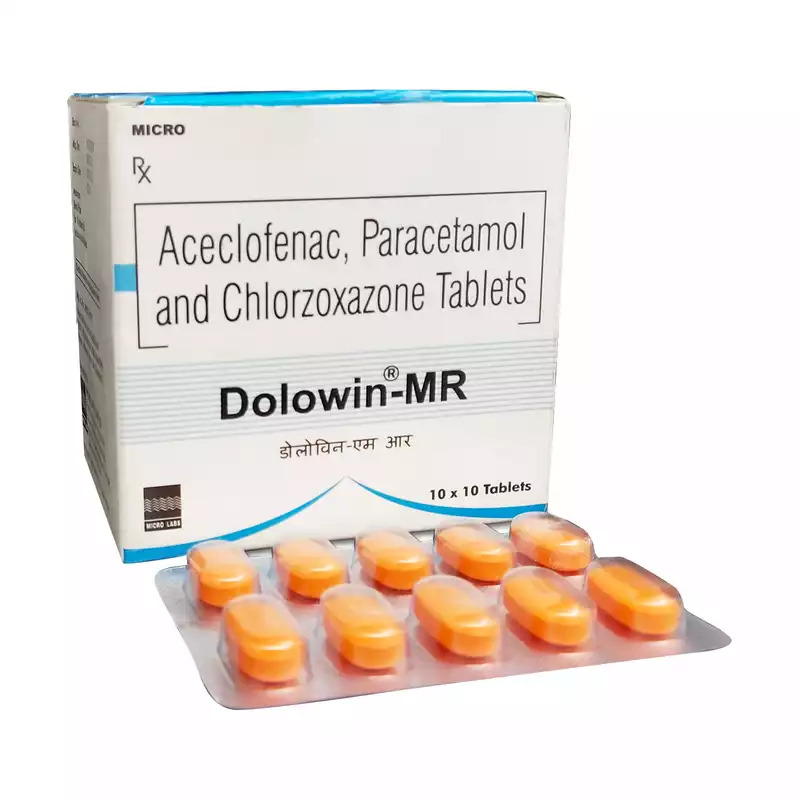 MICRO
Rx
Aceclofenac, Paracetamol
and Chlorzoxazone Tablets
Dolowin®-MR
डोलोविन-एम आर
10 x 10 Tablets
MICRO LABS